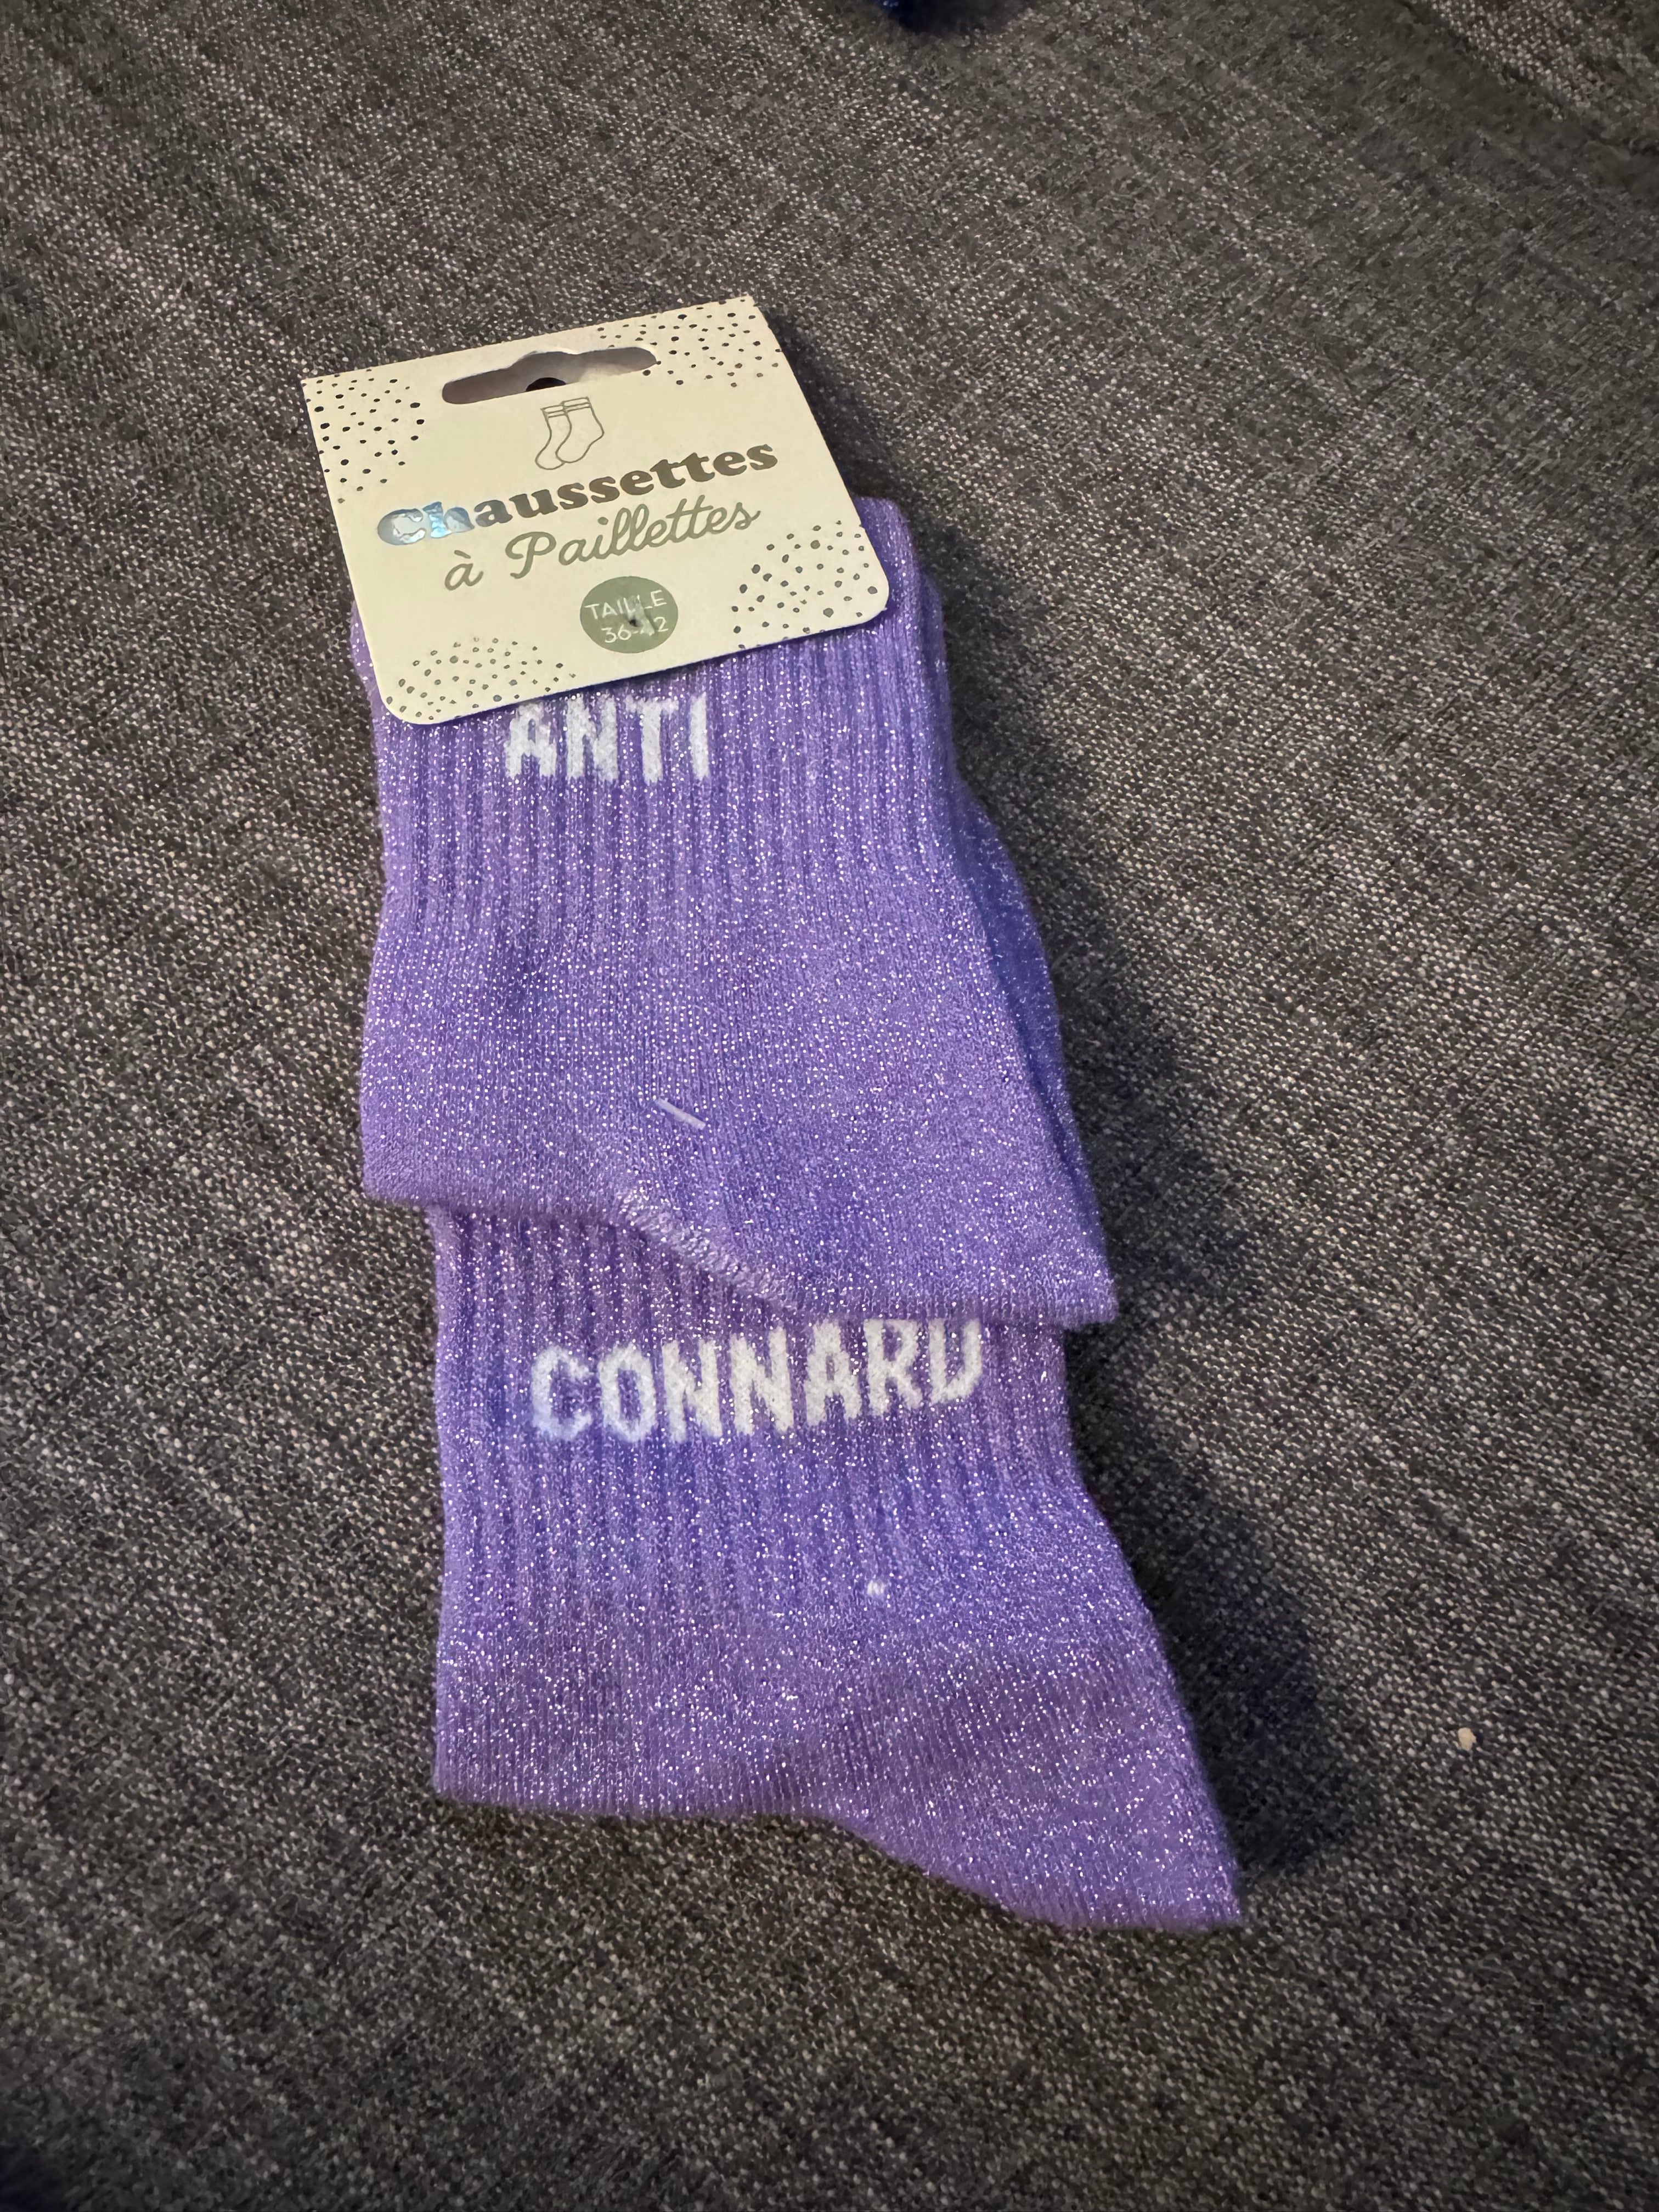 Chaussettes
à Paillettes
TAILLE
36-42
ANTI
CONNARD